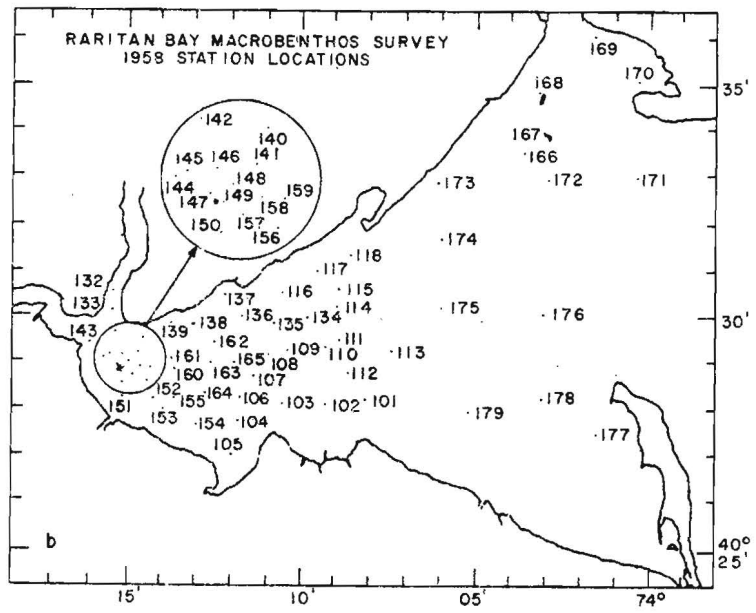 RARITAN BAY MACROBENTHOS SURVEY
1958 STATION LOCATIONS
169
170
35'
168
142
140
167
166
145 146 141
144 148 159
147 149 158
150 157
156
173 172 171
174
118
117
132
133
137 116 115
136 114 175 176
30'
143 139 138 135 134
162 111
161 165 109 110 113
160 163 108
107 112
152 164
151 155 106 103 102 101 178
153 154 104 179
105 177
b
40°
25'
15' 10' 05' 74°